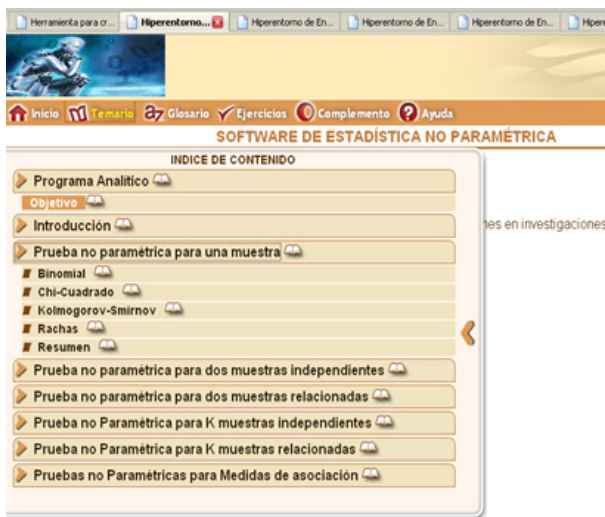 Herramienta para cr... Hiperentorno... Hiperentorno de En... Hiperentorno de En... Hiperentorno de En... Hiper
Inicio Temario Glosario Ejercicios Complemento Ayuda
SOFTWARE DE ESTADÍSTICA NO PARAMÉTRICA
INDICE DE CONTENIDO
Programa Analítico
Objetivo
Introducción
nes en investigaciones
Prueba no paramétrica para una muestra
Binomial
Chi-Cuadrado
Kolmogorov-Smirnov
Rachas
Resumen
Prueba no paramétrica para dos muestras independientes
Prueba no paramétrica para dos muestras relacionadas
Prueba no Paramétrica para K muestras independientes
Prueba no Paramétrica para K muestras relacionadas
Pruebas no Paramétricas para Medidas de asociación